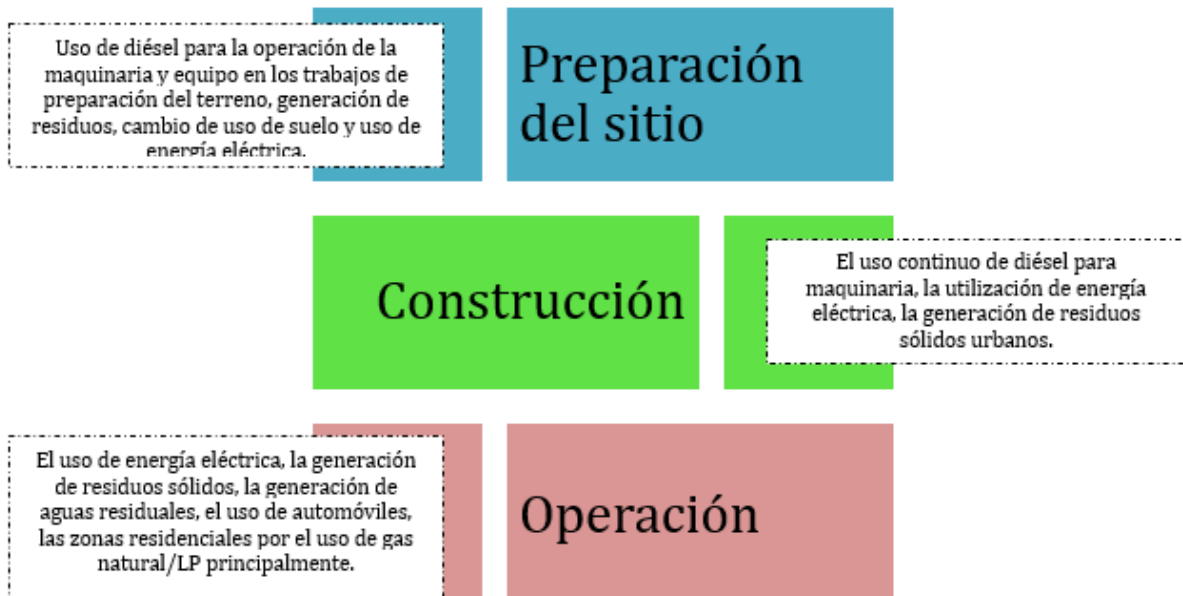 Uso de diésel para la operación de la
maquinaria y equipo en los trabajos de
preparación del terreno, generación de
residuos, cambio de uso de suelo y uso de
energía eléctrica.
Preparación
del sitio
Construcción
El uso continuo de diésel para
maquinaria, la utilización de energía
eléctrica, la generación de residuos
sólidos urbanos.
El uso de energía eléctrica, la generación
de residuos sólidos, la generación de
aguas residuales, el uso de automóviles,
las zonas residenciales por el uso de gas
natural/LP principalmente.
Operación